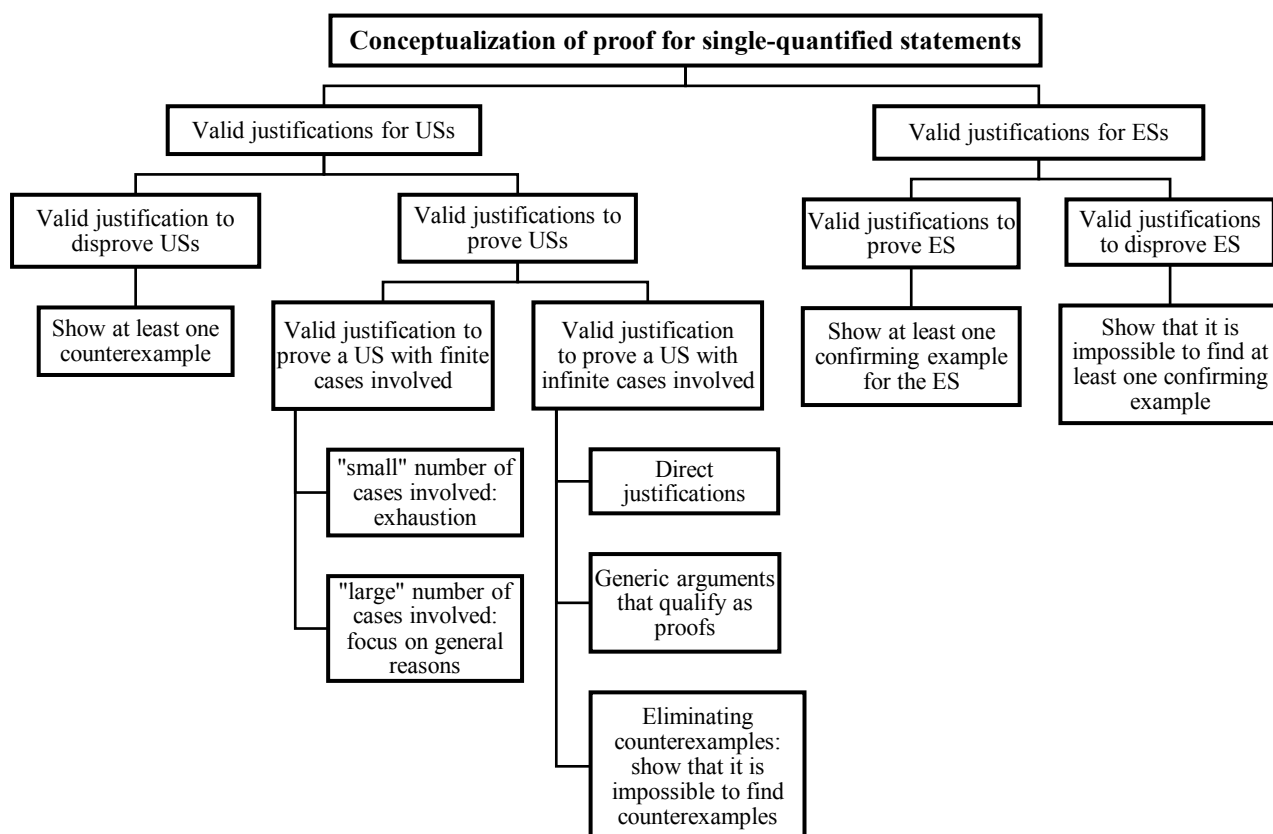 Conceptualization of proof for single-quantified statements
Valid justifications for USs
Valid justifications for ESs
Valid justification to
disprove USs
Valid justifications to
prove USs
Valid justifications to
prove ES
Valid justifications
to disprove ES
Show at least one
counterexample
Valid justification to
prove a US with finite
cases involved
Valid justification
to prove a US with
infinite cases involved
Show at least one
confirming example
for the ES
Show that it is
impossible to find at
least one confirming
example
"small" number of
cases involved:
exhaustion
"large" number of
cases involved:
focus on general
reasons
Direct
justifications
Generic arguments
that qualify as
proofs
Eliminating
counterexamples:
show that it is
impossible to find
counterexamples